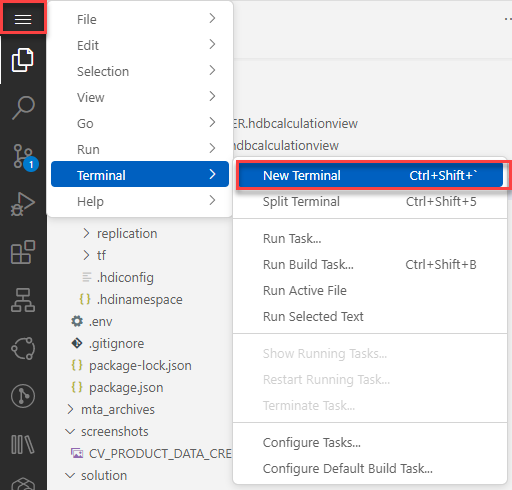 File
Edit
Selection
View
Go
Run
Terminal
Help
ER.hdbcalculationview
hdbcalculationview
New Terminal Ctrl+Shift+`
Split Terminal Ctrl+Shift+5
Run Task...
Run Build Task... Ctrl+Shift+B
Run Active File
Run Selected Text
Show Running Tasks...
Restart Running Task...
Terminate Task...
Configure Tasks...
Configure Default Build Task...
1
replication
tf
.hdiconfig
.hdinamespace
.env
.gitignore
package-lock.json
package.json
mta_archives
screenshots
CV_PRODUCT_DATA_CRE
solution